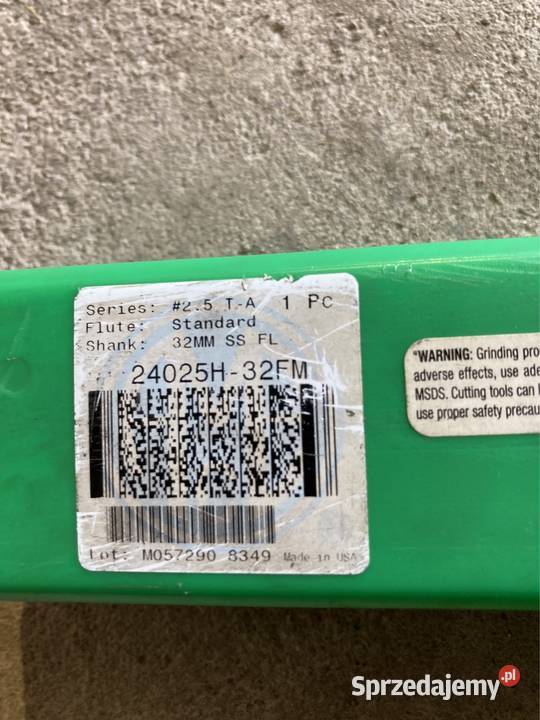 Series: #2.5 T-A 1 Pc
Flute: Standard
Shank: 32MM SS FL
24025H-32FM
Lot: M057290 8349 Made in USA
"WARNING: Grinding pro
adverse effects, use ade
MSDS. Cutting tools can
use proper safety precau
Sprzedajemy.pl